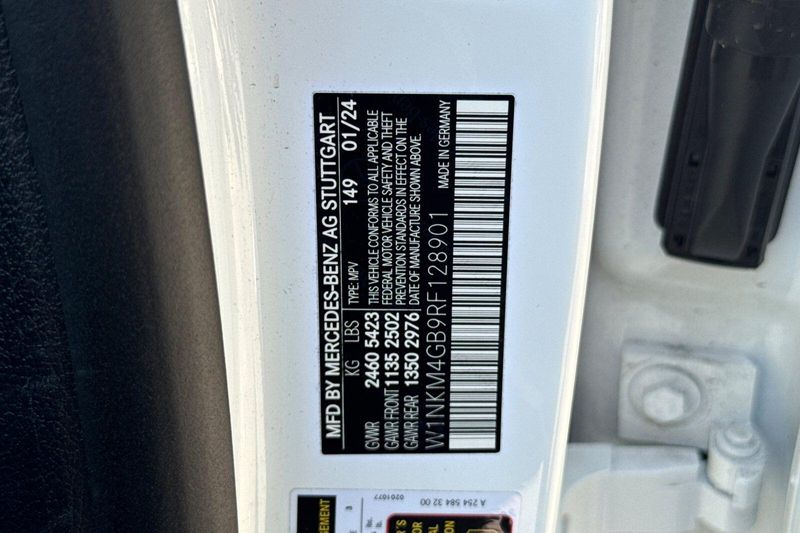 MFD BY MERCEDES-BENZ AG STUTTGART
KG LBS TYPE: MPV 149 01/24
GVWR 2460 5423 THIS VEHICLE CONFORMS TO ALL APPLICABLE
GAWR FRONT 1135 2502 FEDERAL MOTOR VEHICLE SAFETY AND THEFT
GAWR REAR 1350 2976 PREVENTION STANDARDS IN EFFECT ON THE
DATE OF MANUFACTURE SHOWN ABOVE.
W1NKM4GB9RF128901 MADE IN GERMANY
A 254 584 32 00
0201077